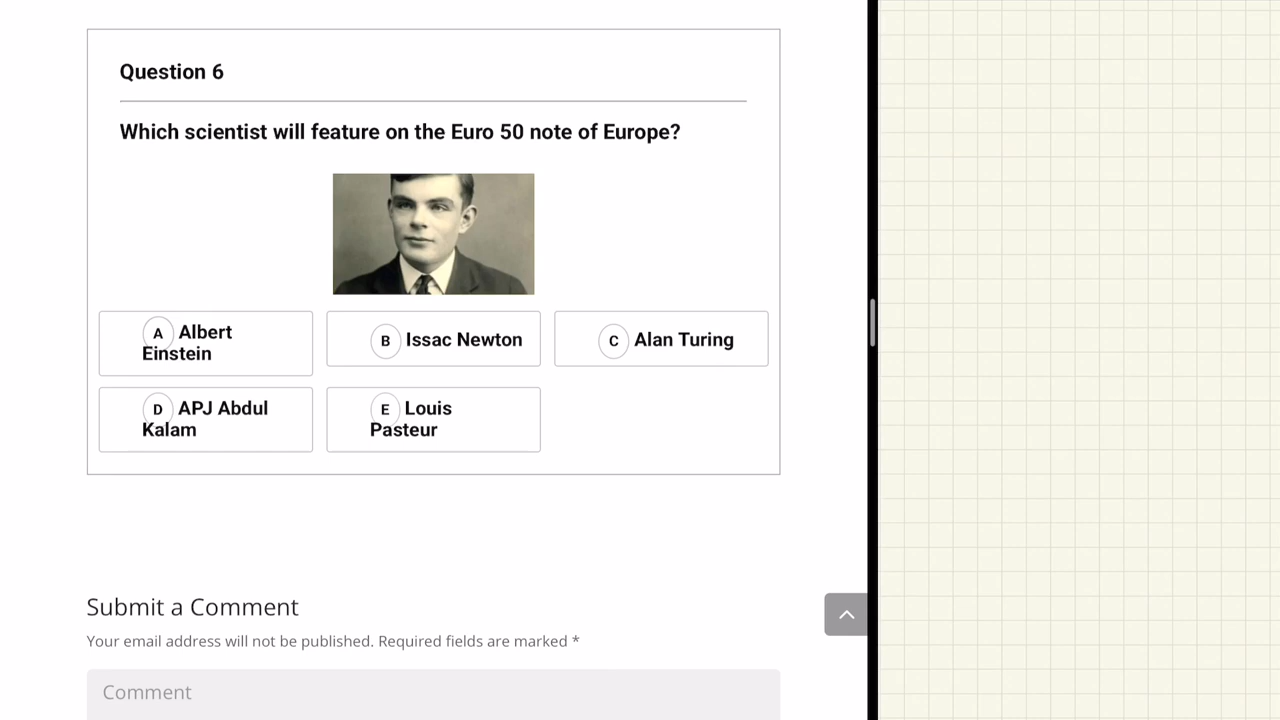 Question 6
Which scientist will feature on the Euro 50 note of Europe?
A Albert
Einstein
B Issac Newton
C Alan Turing
D APJ Abdul
Kalam
E Louis
Pasteur
Submit a Comment
Your email address will not be published. Required fields are marked *
Comment